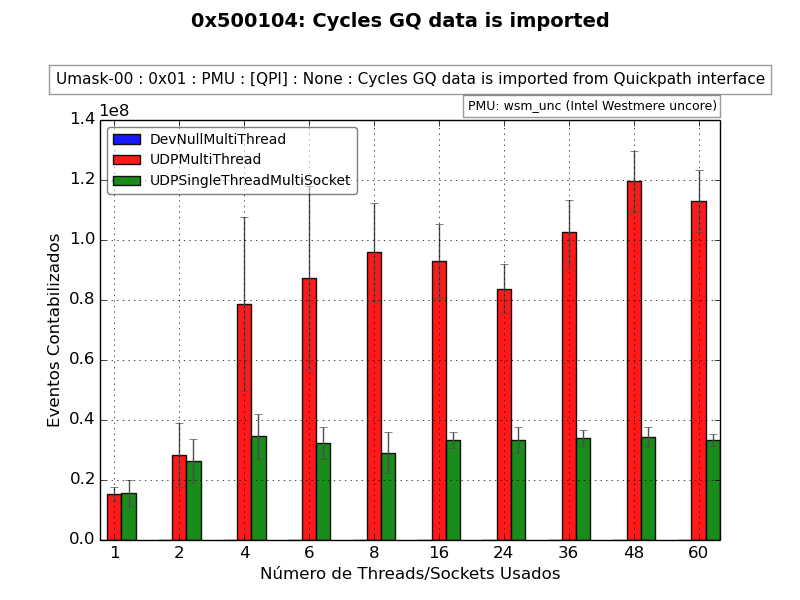 0x500104: Cycles GQ data is imported
Umask-00 : 0x01 : PMU : [QPI] : None : Cycles GQ data is imported from Quickpath interface
PMU: wsm_unc (Intel Westmere uncore)
1e8
DevNullMultiThread
UDPMultiThread
UDPSingleThreadMultiSocket
1.4
1.2
1.0
0.8
0.6
0.4
0.2
0.0
Eventos Contabilizados
1 2 4 6 8 16 24 36 48 60
Número de Threads/Sockets Usados